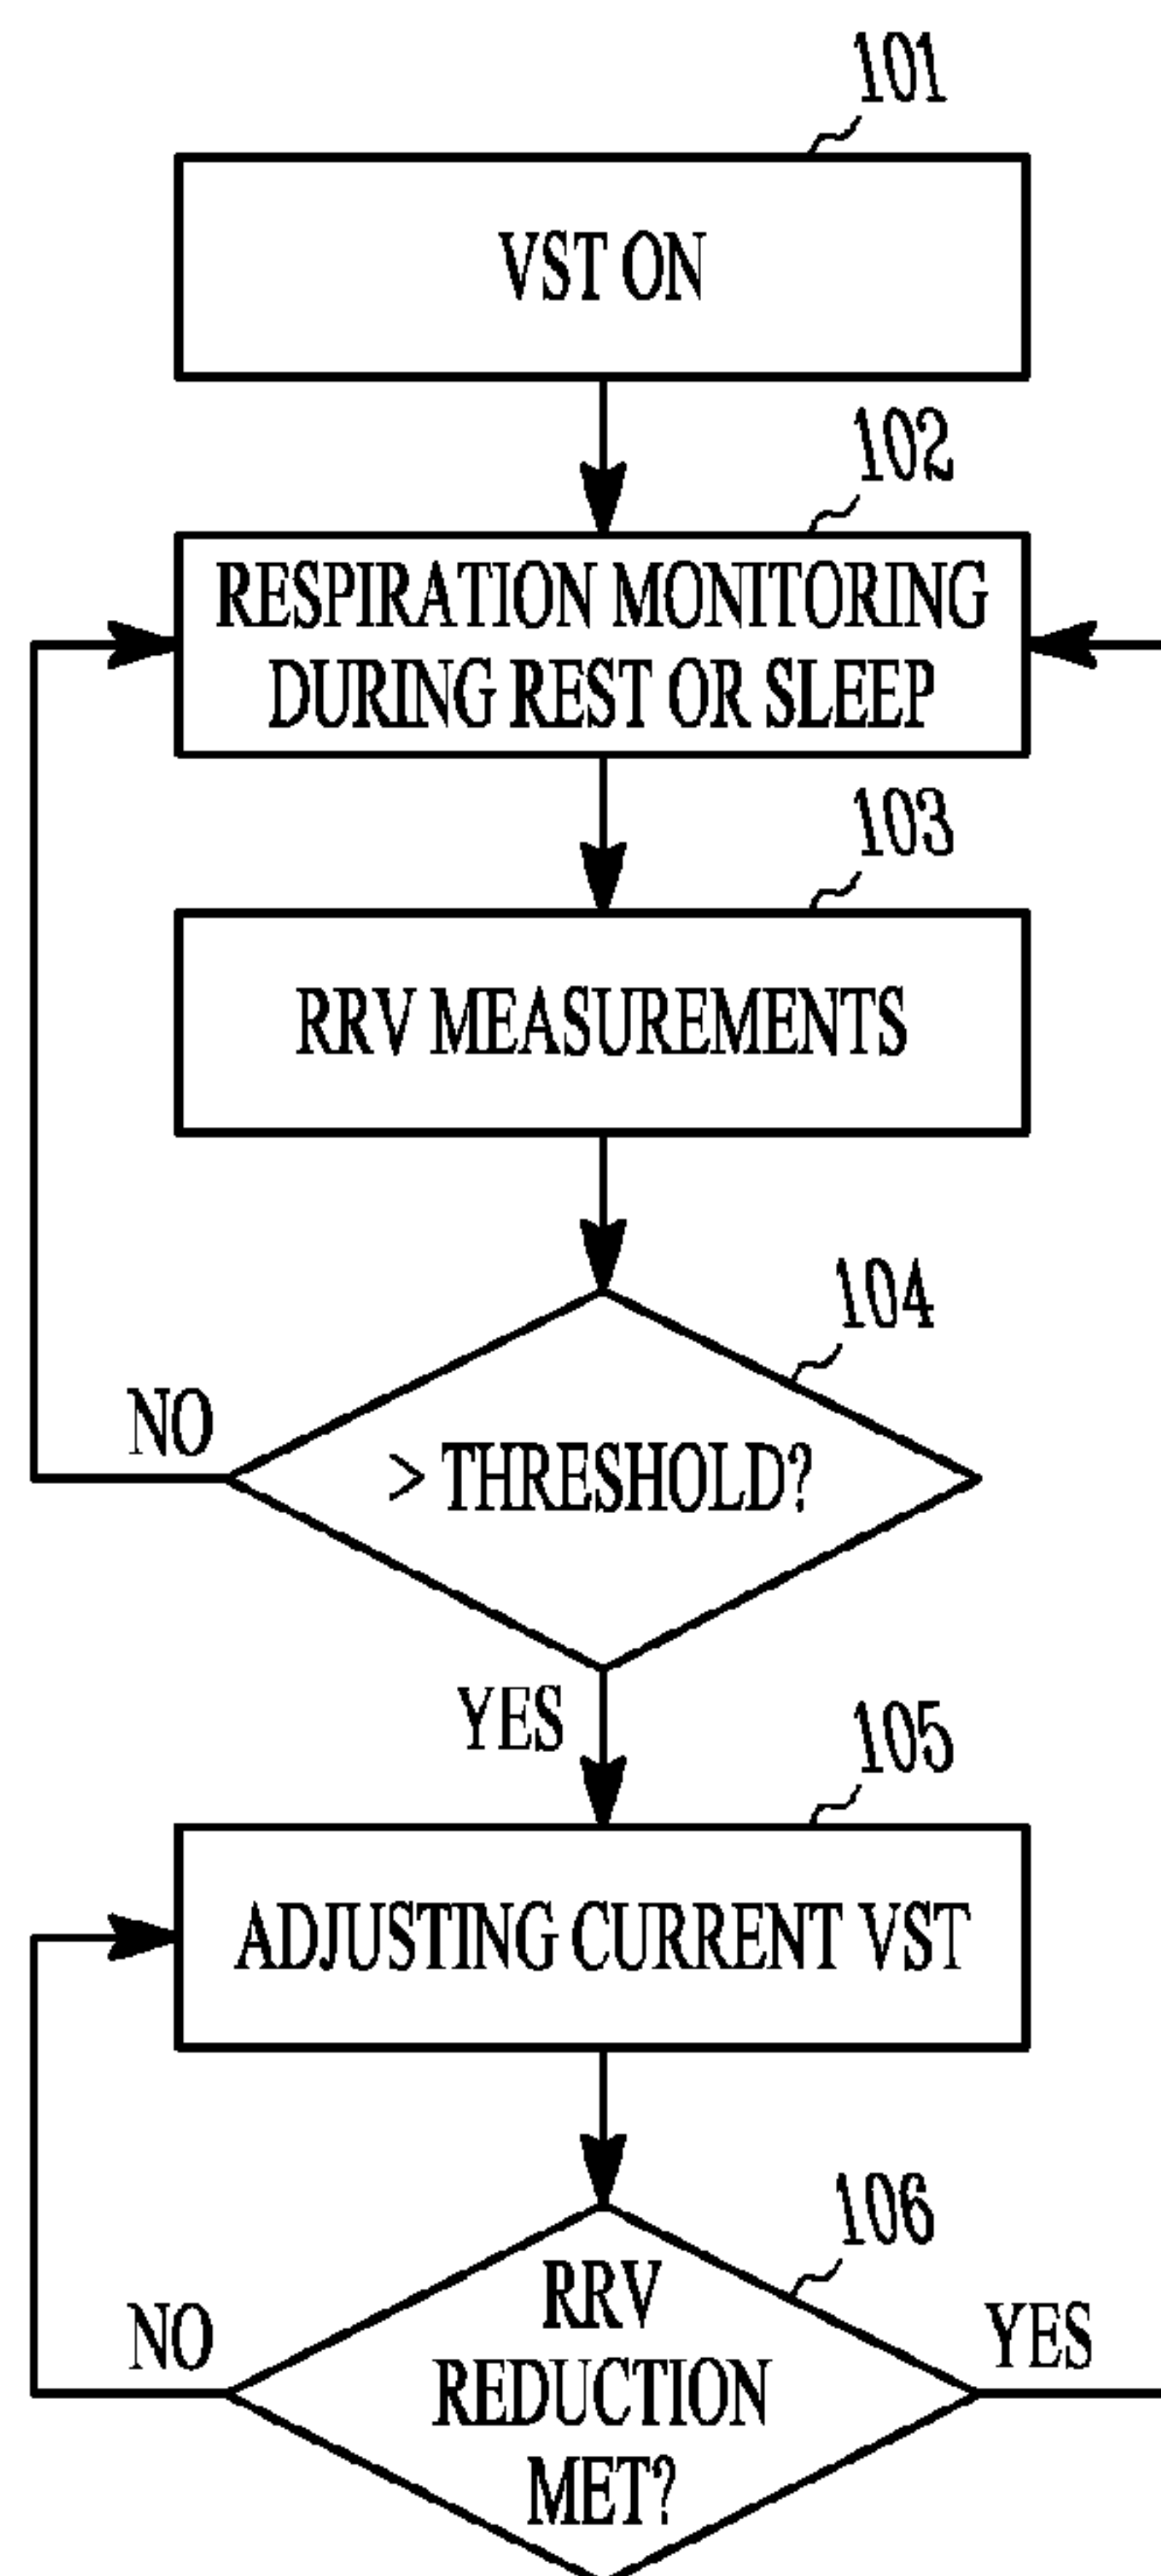 101
VST ON
102
RESPIRATION MONITORING
DURING REST OR SLEEP
103
RRV MEASUREMENTS
104
NO
> THRESHOLD?
YES
105
ADJUSTING CURRENT VST
106
RRV
NO
YES
REDUCTION
MET?